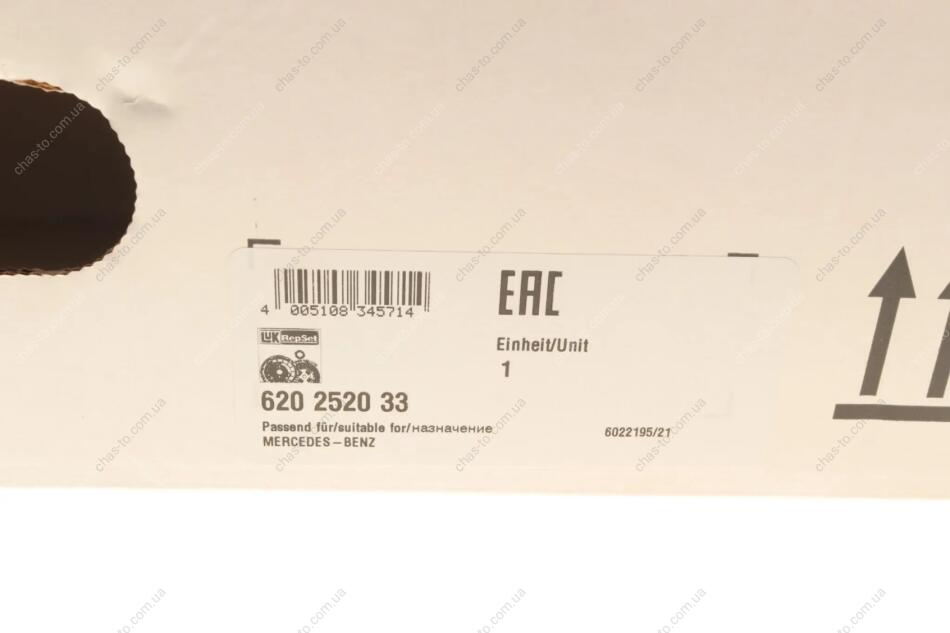 EAC
4 005108 345714
LuK RepSet
Einheit/Unit
1
620 2520 33
Passend für/suitable for/назначение
MERCEDES-BENZ
6022195/21
chas-to.com.ua